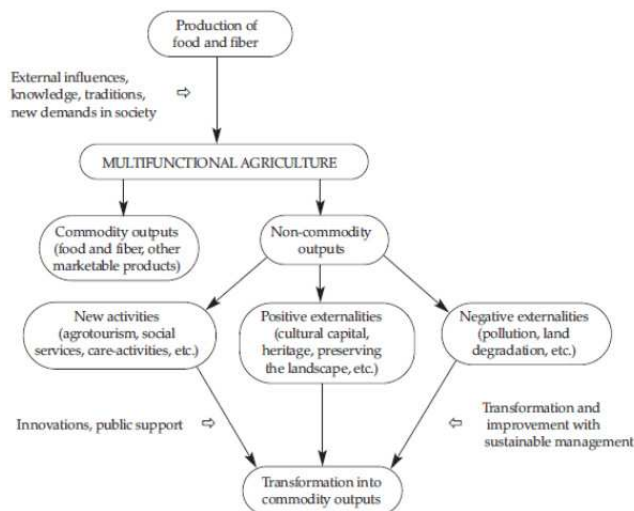 Production of
food and fiber
External influences,
knowledge, traditions,
new demands in society
⇨
MULTIFUNCTIONAL AGRICULTURE
Commodity outputs
(food and fiber, other
marketable products)
Non-commodity
outputs
New activities
(agrotourism, social
services, care-activities, etc.)
Positive externalities
(cultural capital,
heritage, preserving
the landscape, etc.)
Negative externalities
(pollution, land
degradation, etc.)
Innovations, public support ⇨
⇦ Transformation and
improvement with
sustainable management
Transformation into
commodity outputs